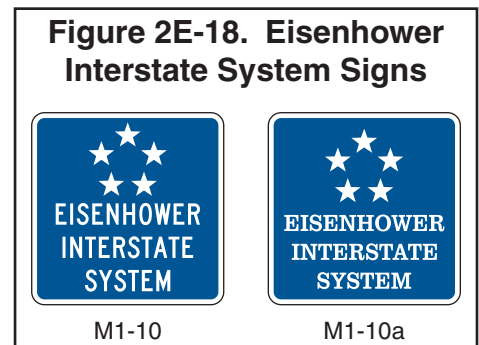 Figure 2E-18. Eisenhower
Interstate System Signs
EISENHOWER
INTERSTATE
SYSTEM
M1-10
EISENHOWER
INTERSTATE
SYSTEM
M1-10a